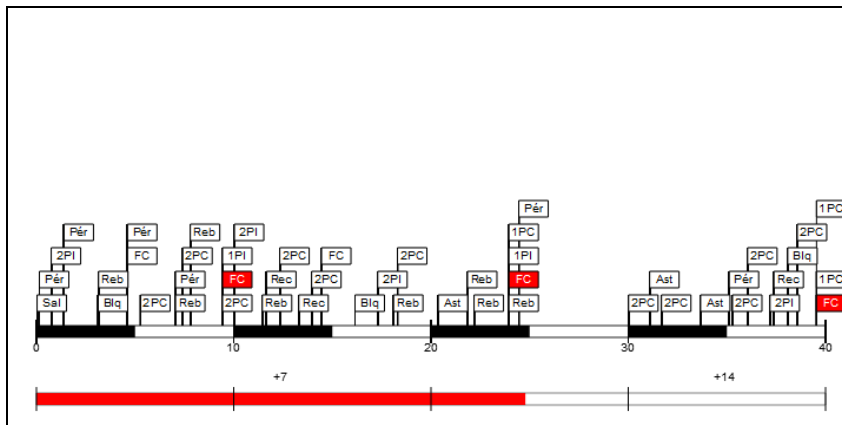 1PC
Pér
Pér Pér Reb 2PI 1PC 2PC
2PI FC 2PC 1PI 2PC FC 2PI 2PC 1PI 2PC Blq
Pér Reb Pér FC Rec 2PC Reb FC Ast Pér Rec 1PC
Sal Blq 2PC Reb 2PC Reb Rec Blq Reb Ast Reb Reb 2PC 2PC Ast 2PC 2PI FC
0 10 20 30 40
+7 +14